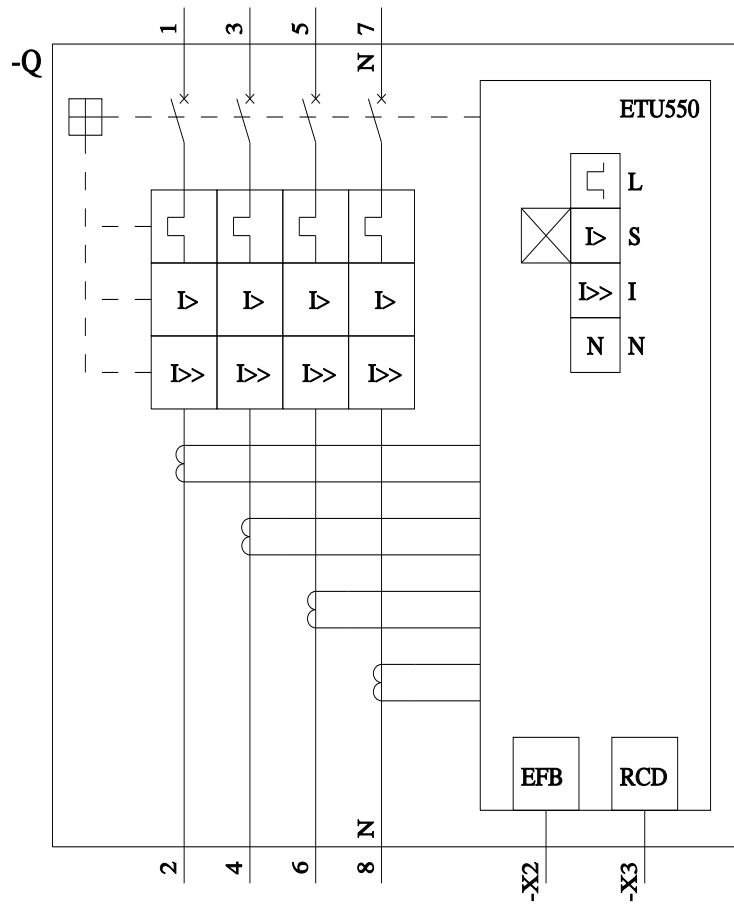 1 3 5 7
-Q
N
ETU550
L
I> I> I> I>
I> S
I>> I
I>> I>> I>> I>>
N N
EFB RCD
N
2 4 6 8
-X2 -X3